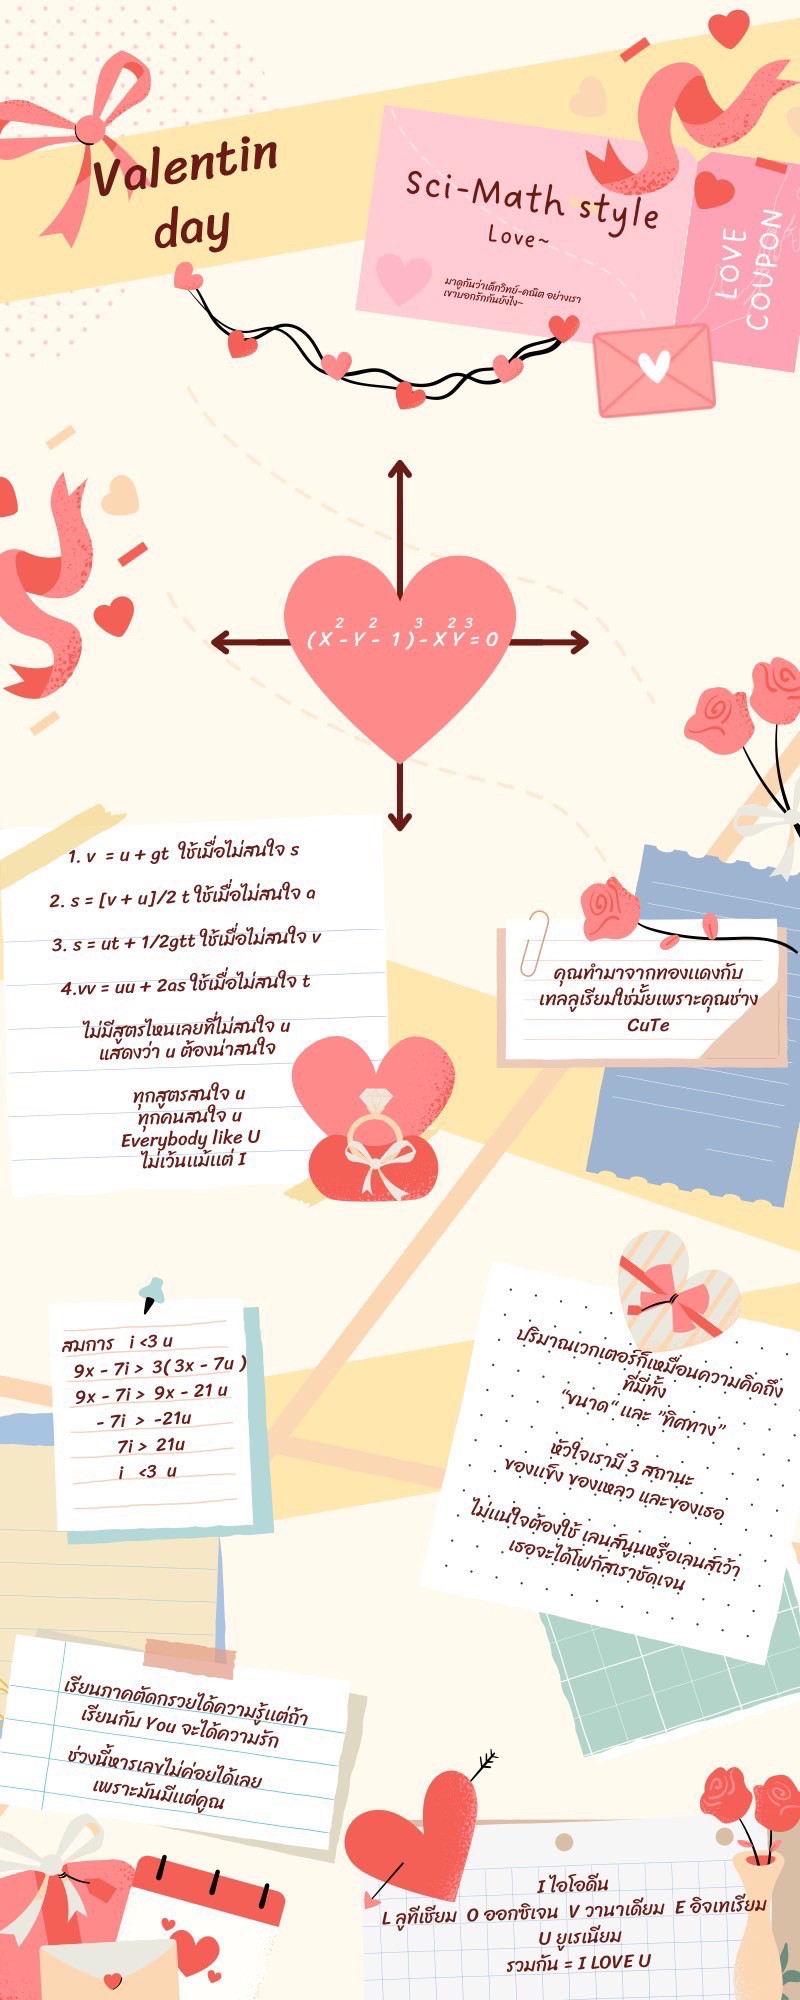 Valentin
day
Sci-Math style
Love~
มาดูกันว่าเด็กวิทย์-คณิต อย่างเรา
เขาบอกรักกันยังไง~
LOVE
COUPON
(X²-Y²- 1)³-X²Y³=0
1. v = u + gt ใช้เมื่อไม่สนใจ s
2. s = [v + u]/2 t ใช้เมื่อไม่สนใจ a
3. s = ut + 1/2gtt ใช้เมื่อไม่สนใจ v
4.vv = uu + 2as ใช้เมื่อไม่สนใจ t
ไม่มีสูตรไหนเลยที่ไม่สนใจ u
แสดงว่า u ต้องน่าสนใจ
ทุกสูตรสนใจ u
ทุกคนสนใจ u
Everybody like U
ไม่เว้นแม้แต่ I
คุณทำมาจากทองแดงกับ
เทลลูเรียมใช่มั้ยเพราะคุณช่าง
CuTe
สมการ i <3 u
9x - 7i > 3( 3x - 7u )
9x - 7i > 9x - 21 u
- 7i > -21u
7i > 21u
i <3 u
ปริมาณเวกเตอร์ก็เหมือนความคิดถึง
ที่มีทั้ง
"ขนาด" และ "ทิศทาง"
หัวใจเรามี 3 สถานะ
ของแข็ง ของเหลว และของเธอ
ไม่แน่ใจต้องใช้ เลนส์นูนหรือเลนส์เว้า
เธอจะได้โฟกัสเราชัดเจน
เรียนภาคตัดกรวยได้ความรู้แต่ถ้า
เรียนกับ You จะได้ความรัก
ช่วงนี้หารเลขไม่ค่อยได้เลย
เพราะมันมีแต่คูณ
I ไอโอดีน
L ลูทีเชียม O ออกซิเจน V วานาเดียม E อิจเทเรียม
U ยูเรเนียม
รวมกัน = I LOVE U